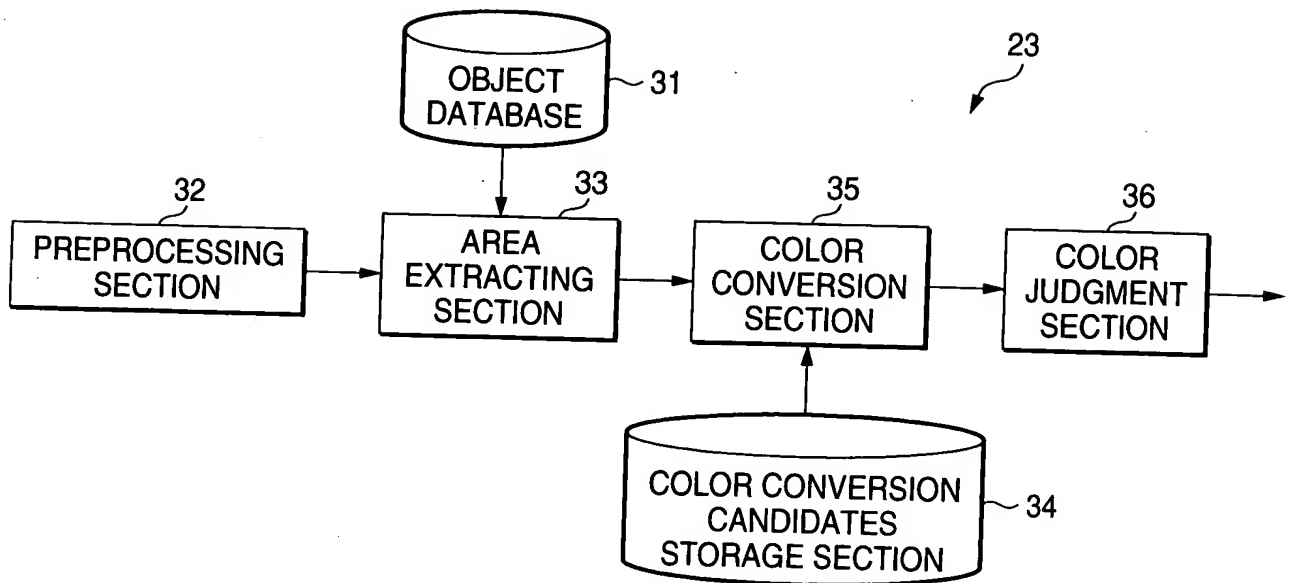 OBJECT
DATABASE
31
23
32
PREPROCESSING
SECTION
33
AREA
EXTRACTING
SECTION
35
COLOR
CONVERSION
SECTION
36
COLOR
JUDGMENT
SECTION
COLOR CONVERSION
CANDIDATES
STORAGE SECTION
34